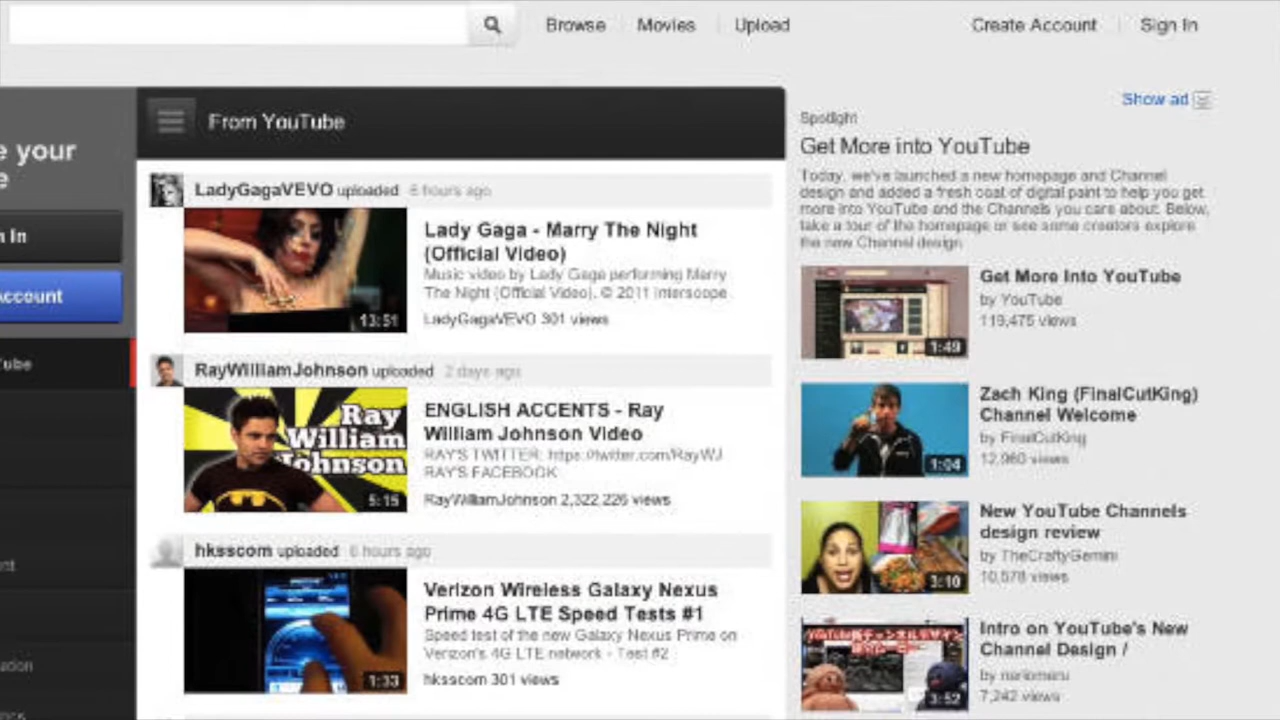 Browse
Movies
Upload
Create Account
Sign In
e your
e
n In
Account
ube
From YouTube
LadyGagaVEVO uploaded 6 hours ago
13:51
Lady Gaga - Marry The Night
(Official Video)
Music video by Lady Gaga performing Marry
The Night (Official Video). © 2011 Interscope
LadyGagaVEVO 301 views
RayWilliamJohnson uploaded 2 days ago
Ray
William
Johnson
5:15
ENGLISH ACCENTS - Ray
William Johnson Video
RAY'S TWITTER: https://twitter.com/RayWJ
RAY'S FACEBOOK
RayWilliamJohnson 2,322,226 views
hksscom uploaded 6 hours ago
1:33
Verizon Wireless Galaxy Nexus
Prime 4G LTE Speed Tests #1
Speed test of the new Galaxy Nexus Prime on
Verizon's 4G LTE network - Test #2
hksscom 301 views
Show ad
Spotlight
Get More into YouTube
Today, we've launched a new homepage and Channel
design and added a fresh coat of digital paint to help you get
more into YouTube and the Channels you care about. Below,
take a tour of the homepage or see some creators explore
the new Channel design.
1:49
Get More Into YouTube
by YouTube
119,475 views
1:04
Zach King (FinalCutKing)
Channel Welcome
by FinalCutKing
12,960 views
3:10
New YouTube Channels
design review
by TheCraftyGemini
10,578 views
3:52
Intro on YouTube's New
Channel Design /
by
7,242 views